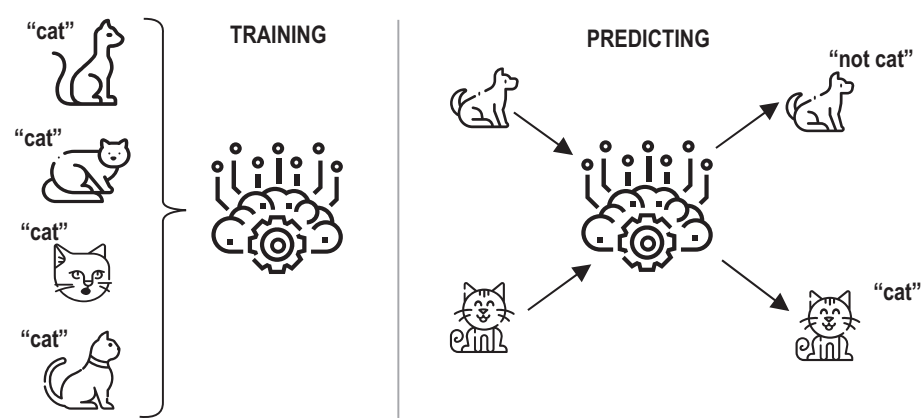 “cat”
“cat”
“cat”
“cat”
TRAINING
PREDICTING
“not cat”
“cat”